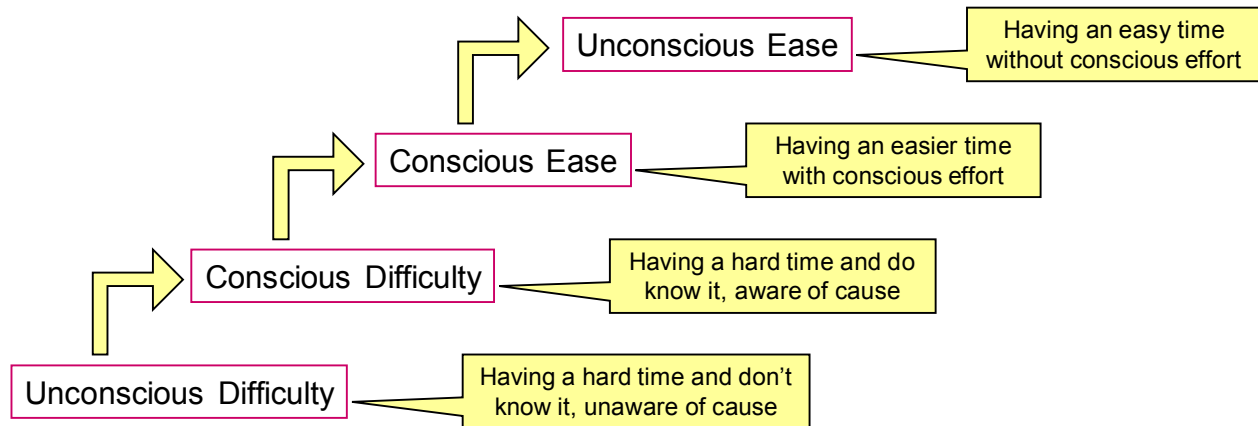 Unconscious Ease
Having an easy time
without conscious effort
Conscious Ease
Having an easier time
with conscious effort
Conscious Difficulty
Having a hard time and do
know it, aware of cause
Unconscious Difficulty
Having a hard time and don't
know it, unaware of cause